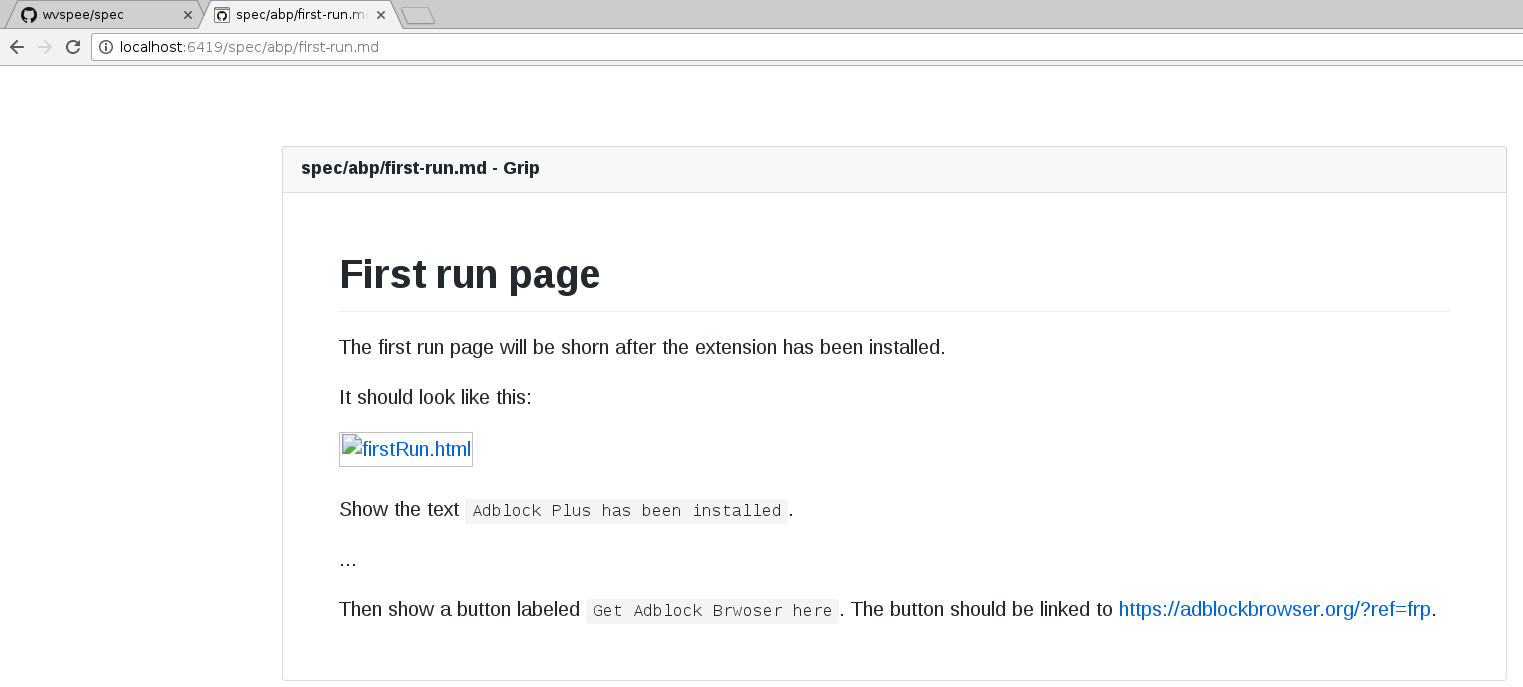 wvspee/spec
spec/abp/first-run.m
localhost:6419/spec/abp/first-run.md
spec/abp/first-run.md - Grip
First run page
The first run page will be shorn after the extension has been installed.
It should look like this:
firstRun.html
Show the text Adblock Plus has been installed.
...
Then show a button labeled Get Adblock Brwoser here. The button should be linked to https://adblockbrowser.org/?ref=frp.